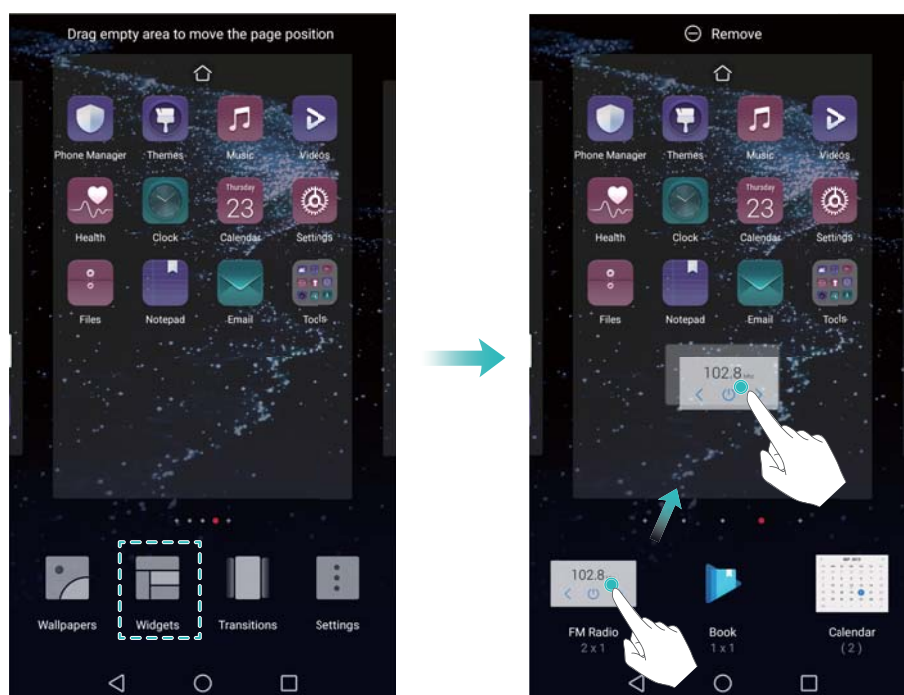 Drag empty area to move the page position
Phone Manager Themes Music Videos
Thursday
23
Health Clock Calendar Settings
Files Notepad Email Tools
Wallpapers Widgets Transitions Settings
Remove
Phone Manager Themes Music Videos
Thursday
23
Health Clock Calendar Settings
Files Notepad Email Tools
102.8
102.8
FM Radio Book Calendar
2 x 1 1 x 1 ( 2 )